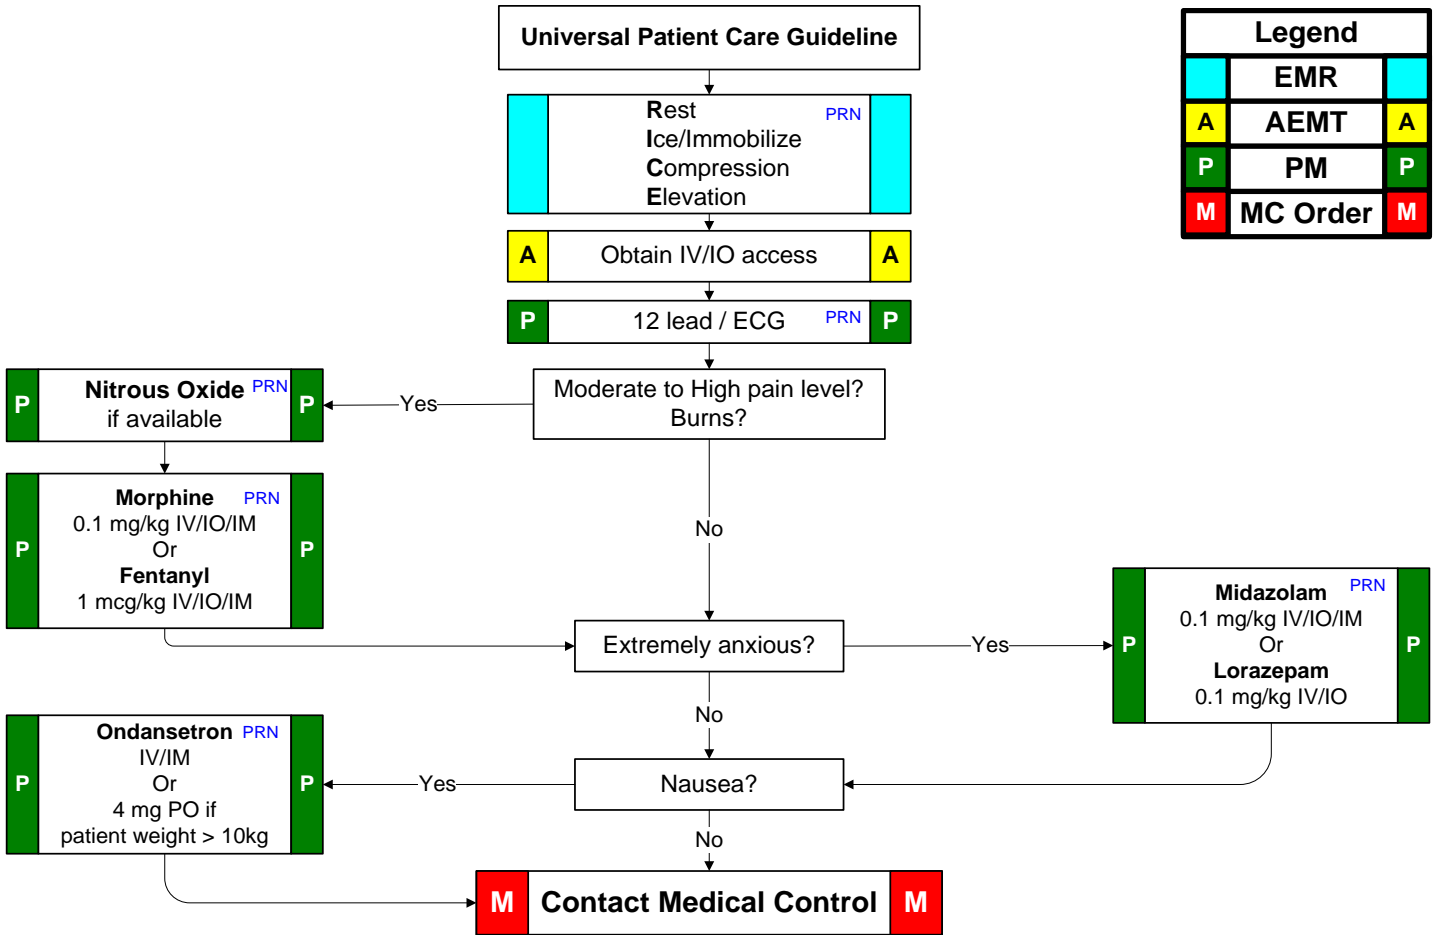 Universal Patient Care Guideline
Legend
EMR
A AEMT A
P PM P
M MC Order M
Rest PRN
Ice/Immobilize
Compression
Elevation
A Obtain IV/IO access A
P 12 lead / ECG PRN P
Moderate to High pain level?
Burns?
Yes
P Nitrous Oxide PRN P
if available
Morphine PRN
0.1 mg/kg IV/IO/IM
P Or P
Fentanyl
1 mcg/kg IV/IO/IM
No
Extremely anxious?
Yes
Midazolam PRN
0.1 mg/kg IV/IO/IM
P Or P
Lorazepam
0.1 mg/kg IV/IO
No
Nausea?
Yes
Ondansetron PRN
IV/IM
P Or P
4 mg PO if
patient weight > 10kg
No
M Contact Medical Control M